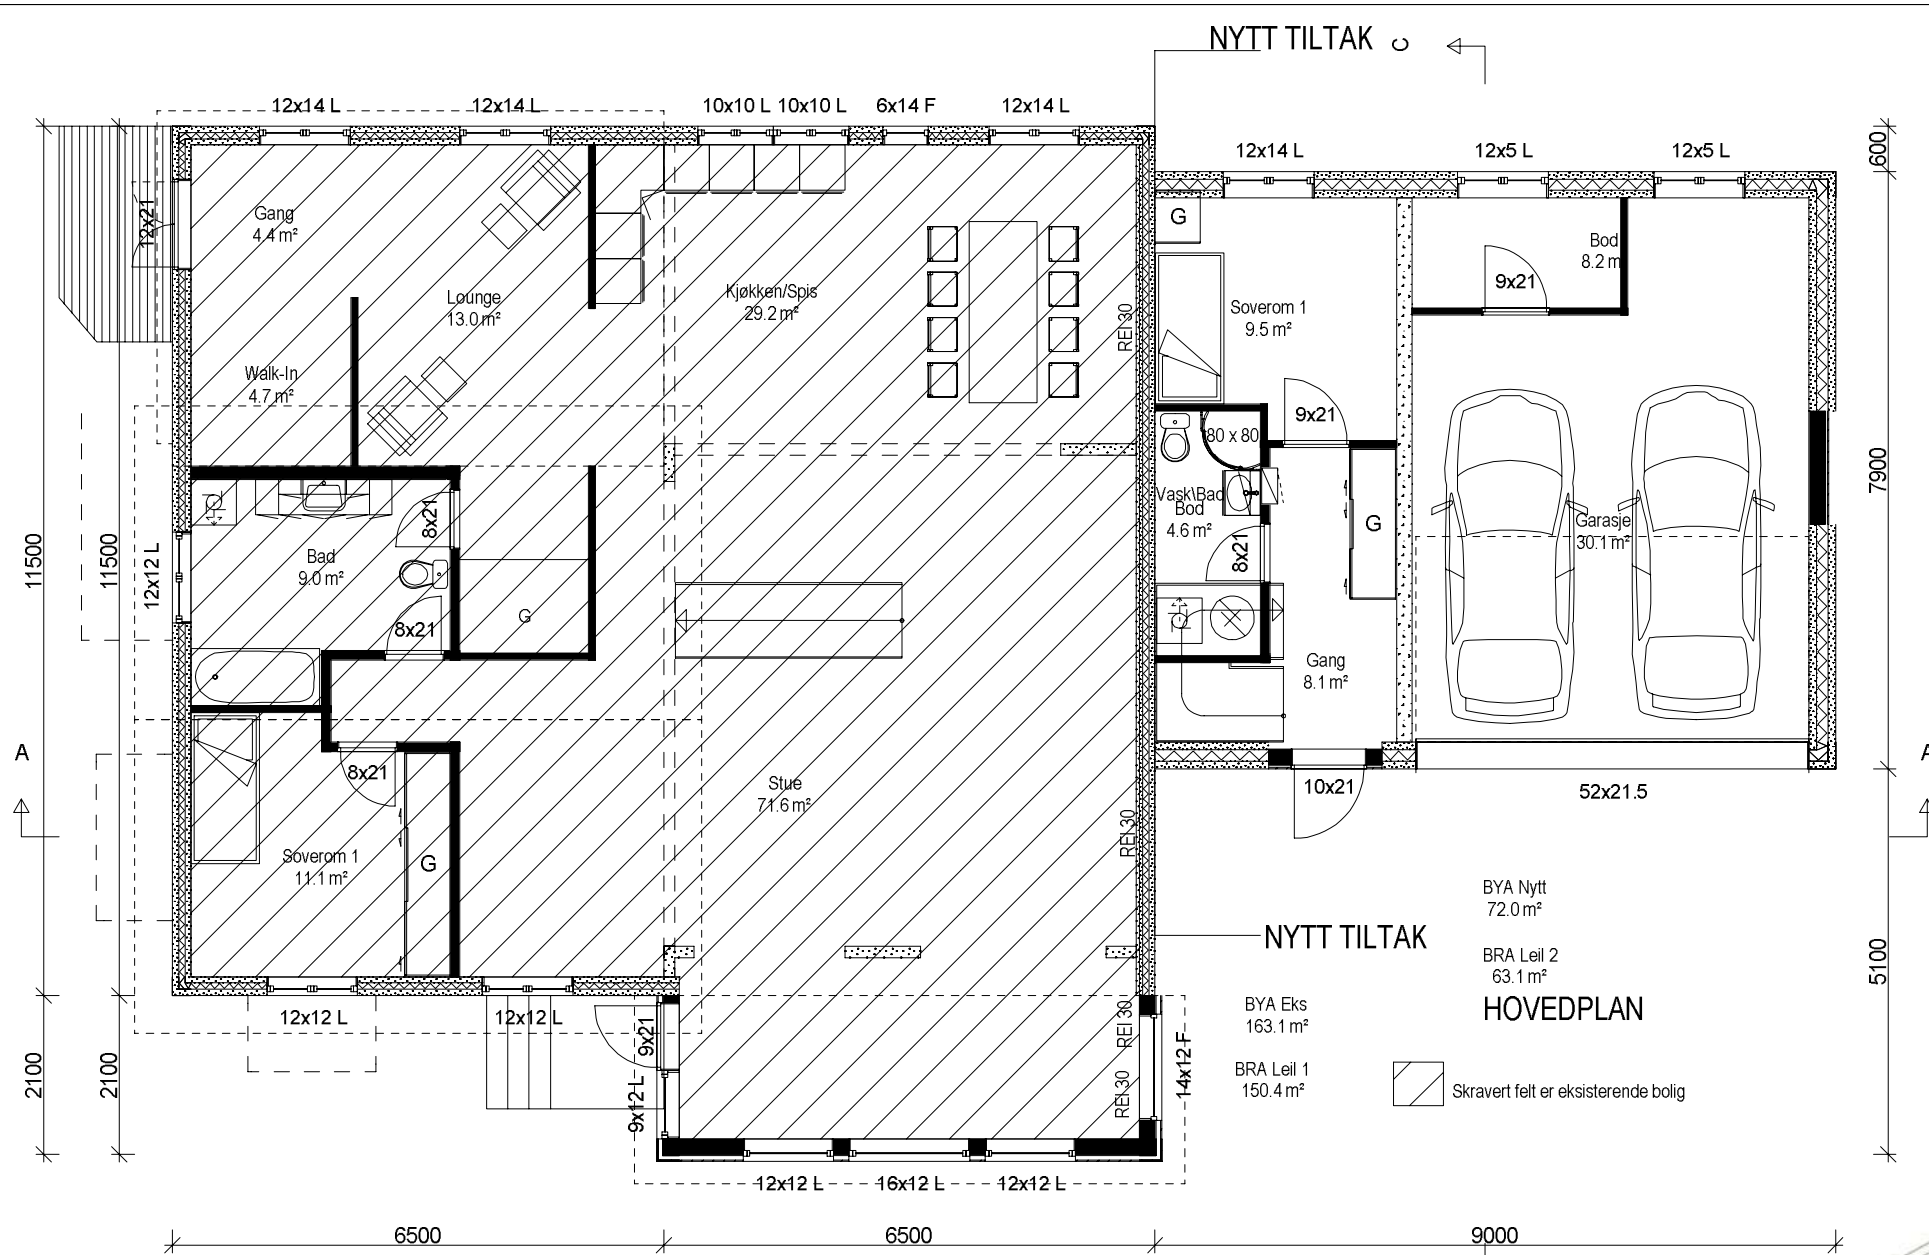 NYTT TILTAK C
12x14 L
12x14 L
10x10 L
10x10 L
6x14 F
12x14 L
12x14 L
12x5 L
12x5 L
600
12x21
Gang
4.4 m²
Lounge
13.0 m²
Kjøkken/Spis
29.2 m²
Walk-In
4.7 m²
REI 30
G
Soverom 1
9.5 m²
9x21
Bod
8.2 m
9x21
80 x 80
Vask\Bad
Bod
4.6 m²
8x21
G
Garasje
30.1 m²
7900
11500
11500
12x12 L
Bad
9.0 m²
8x21
8x21
G
Gang
8.1 m²
10x21
52x21.5
A
A
8x21
Soverom 1
11.1 m²
G
Stue
71.6 m²
REI 30
BYA Nytt
72.0 m²
NYTT TILTAK
BRA Leil 2
63.1 m²
5100
BYA Eks
163.1 m²
HOVEDPLAN
BRA Leil 1
150.4 m²
Skravert felt er eksisterende bolig
2100
2100
12x12 L
12x12 L
9x21
9x12 L
REI 30
REI 30
14x12 F
12x12 L
16x12 L
12x12 L
6500
6500
9000